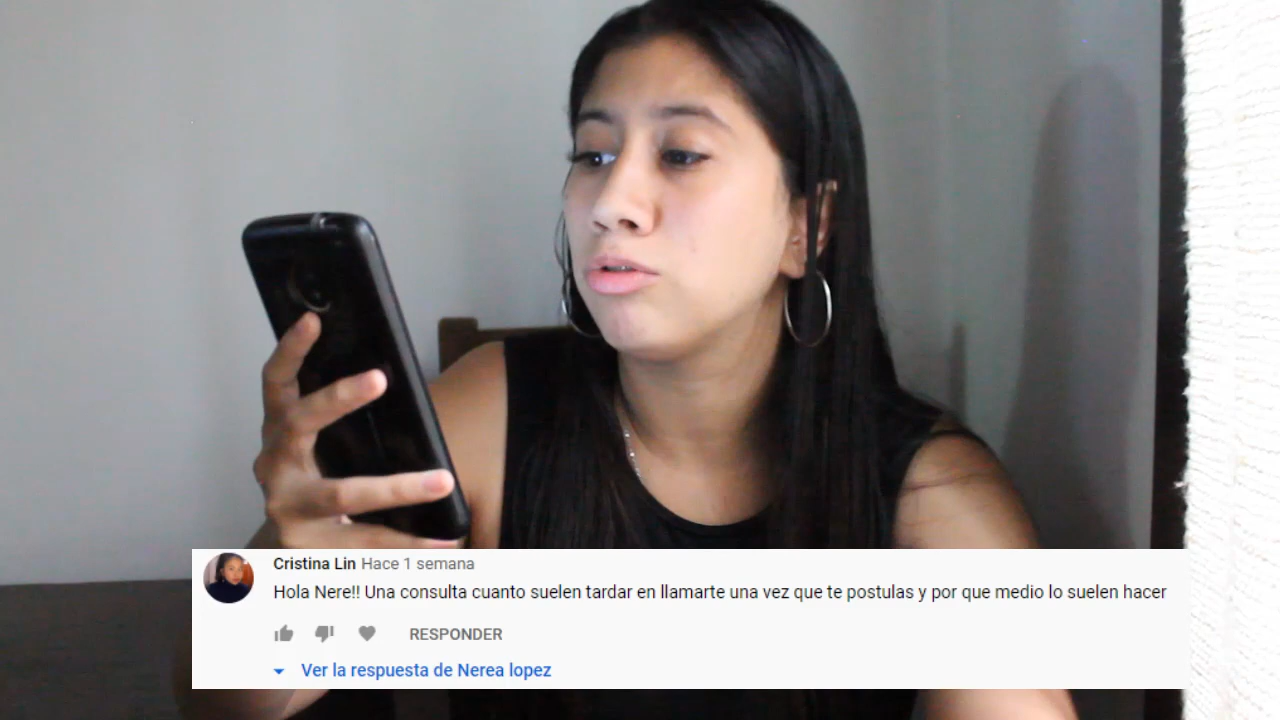 Cristina Lin Hace 1 semana
Hola Nere!! Una consulta cuanto suelen tardar en llamarte una vez que te postulas y por que medio lo suelen hacer
RESPONDER
Ver la respuesta de Nerea lopez